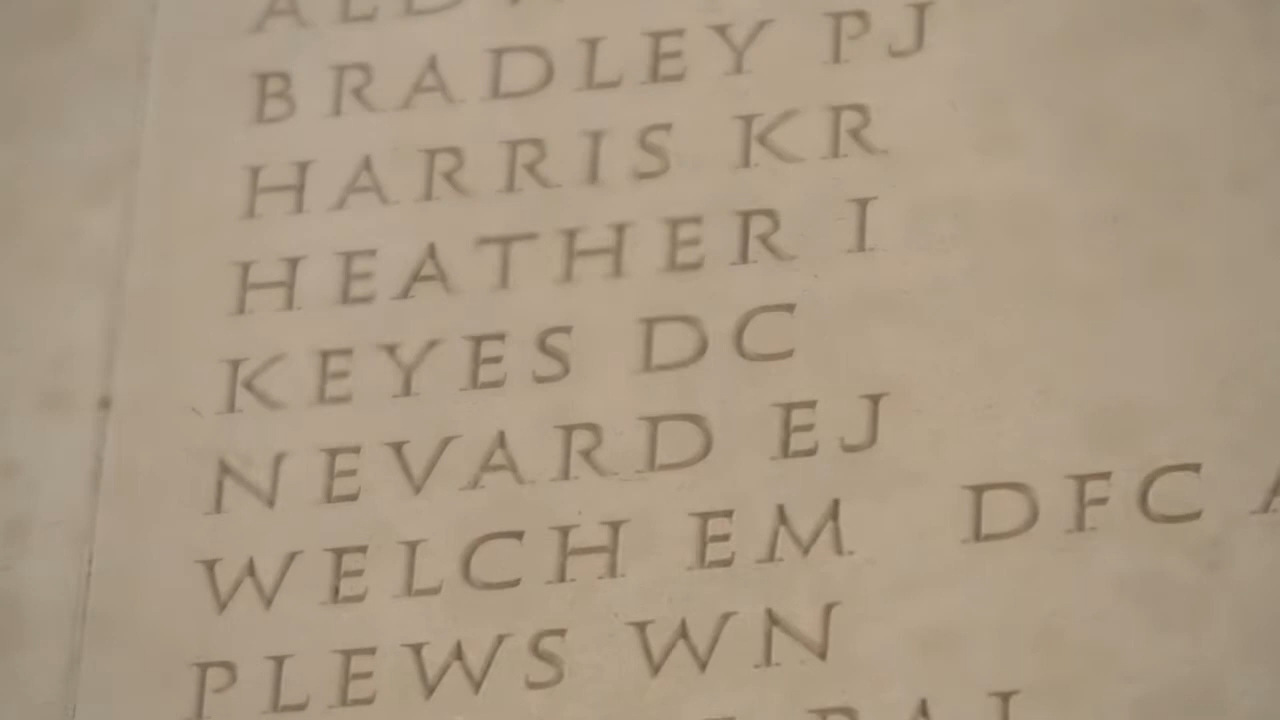 BRADLEY PJ
HARRIS KR
HEATHER I
KEYES DC
NEVARD EJ
WELCH EM DFC
PLEWS WN